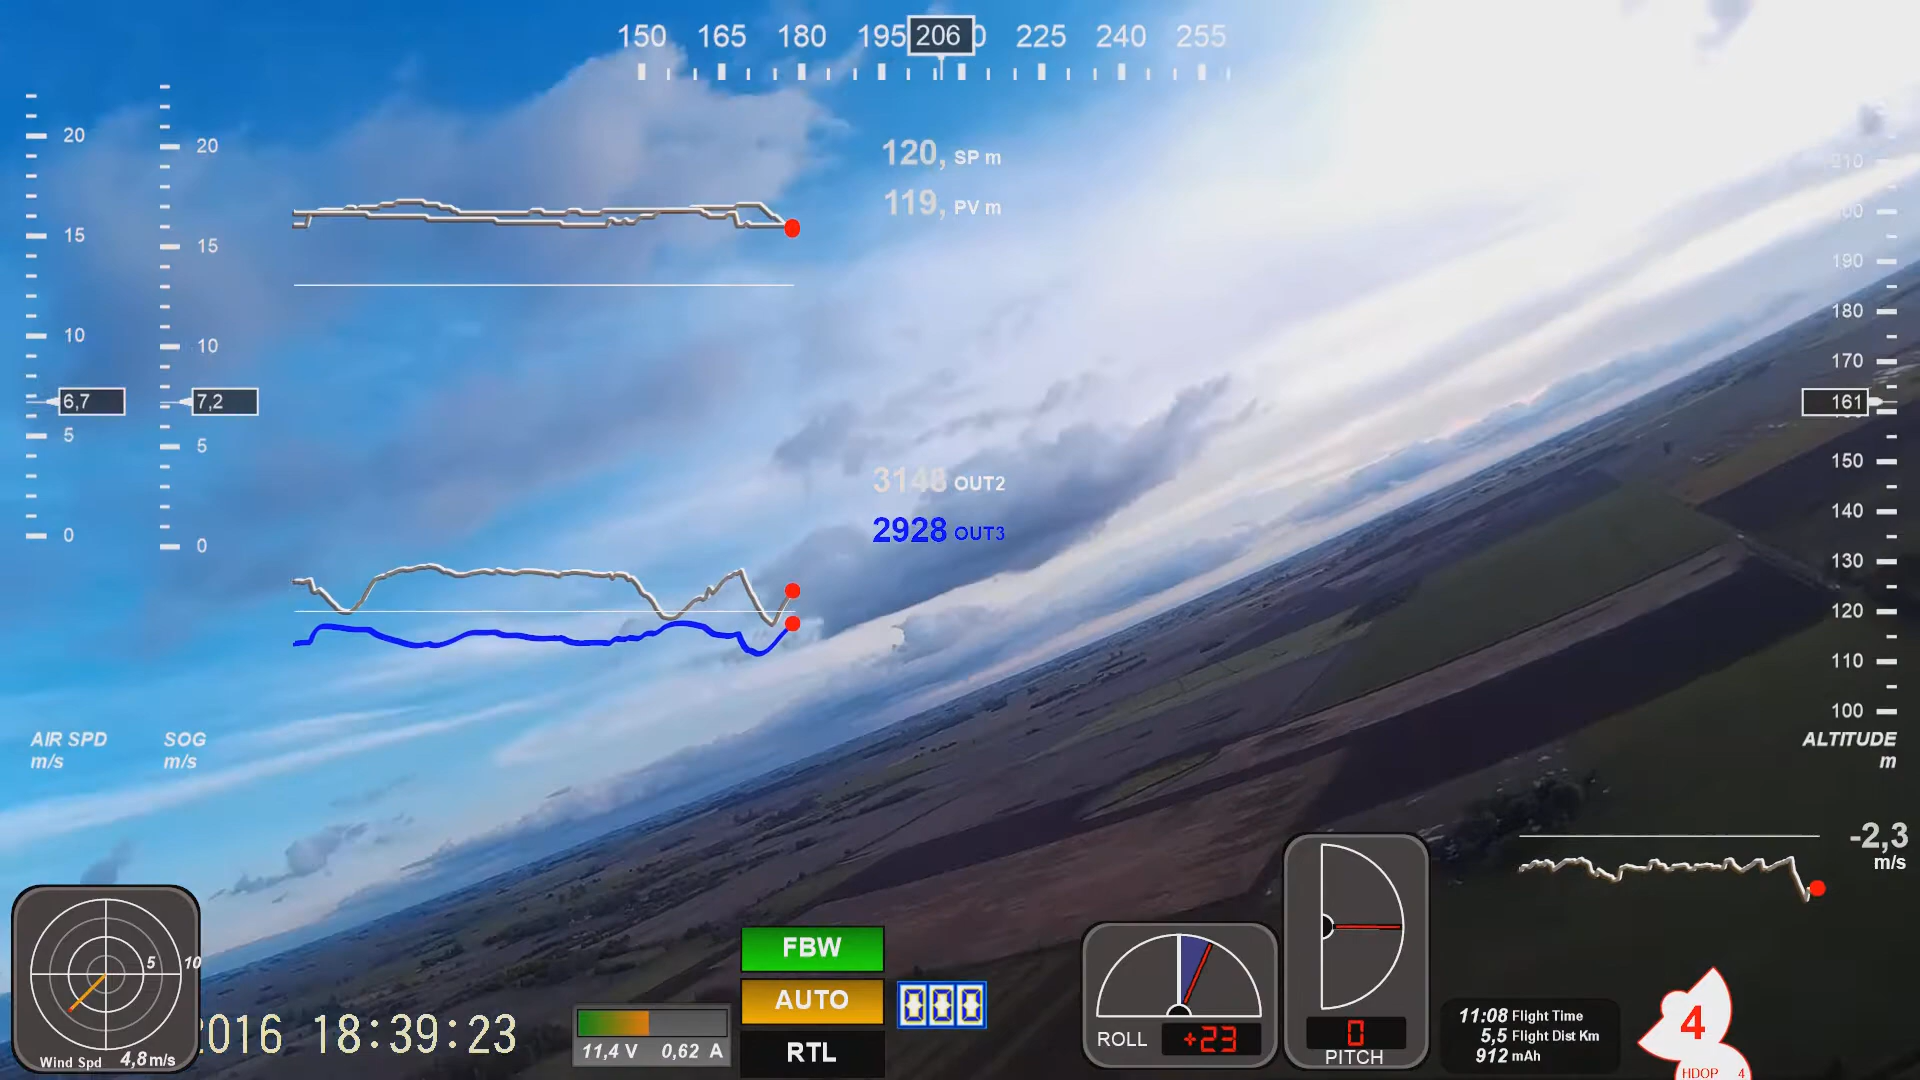 150 165 180 195 206 0 225 240 255
20 15 10 5 0
6,7
AIR SPD
m/s
20 15 10 5 0
7,2
SOG
m/s
120, SP m
119, PV m
3148 OUT2
2928 OUT3
210
190
180
170
161
150
140
130
120
110
100
ALTITUDE
m
-2,3
m/s
5 10
Wind Spd 4,8 m/s
2016 18:39:23
11,4 V 0,62 A
FBW
AUTO
RTL
000
ROLL +23
0
PITCH
11:08 Flight Time
5,5 Flight Dist Km
912 mAh
4
HDOP 4